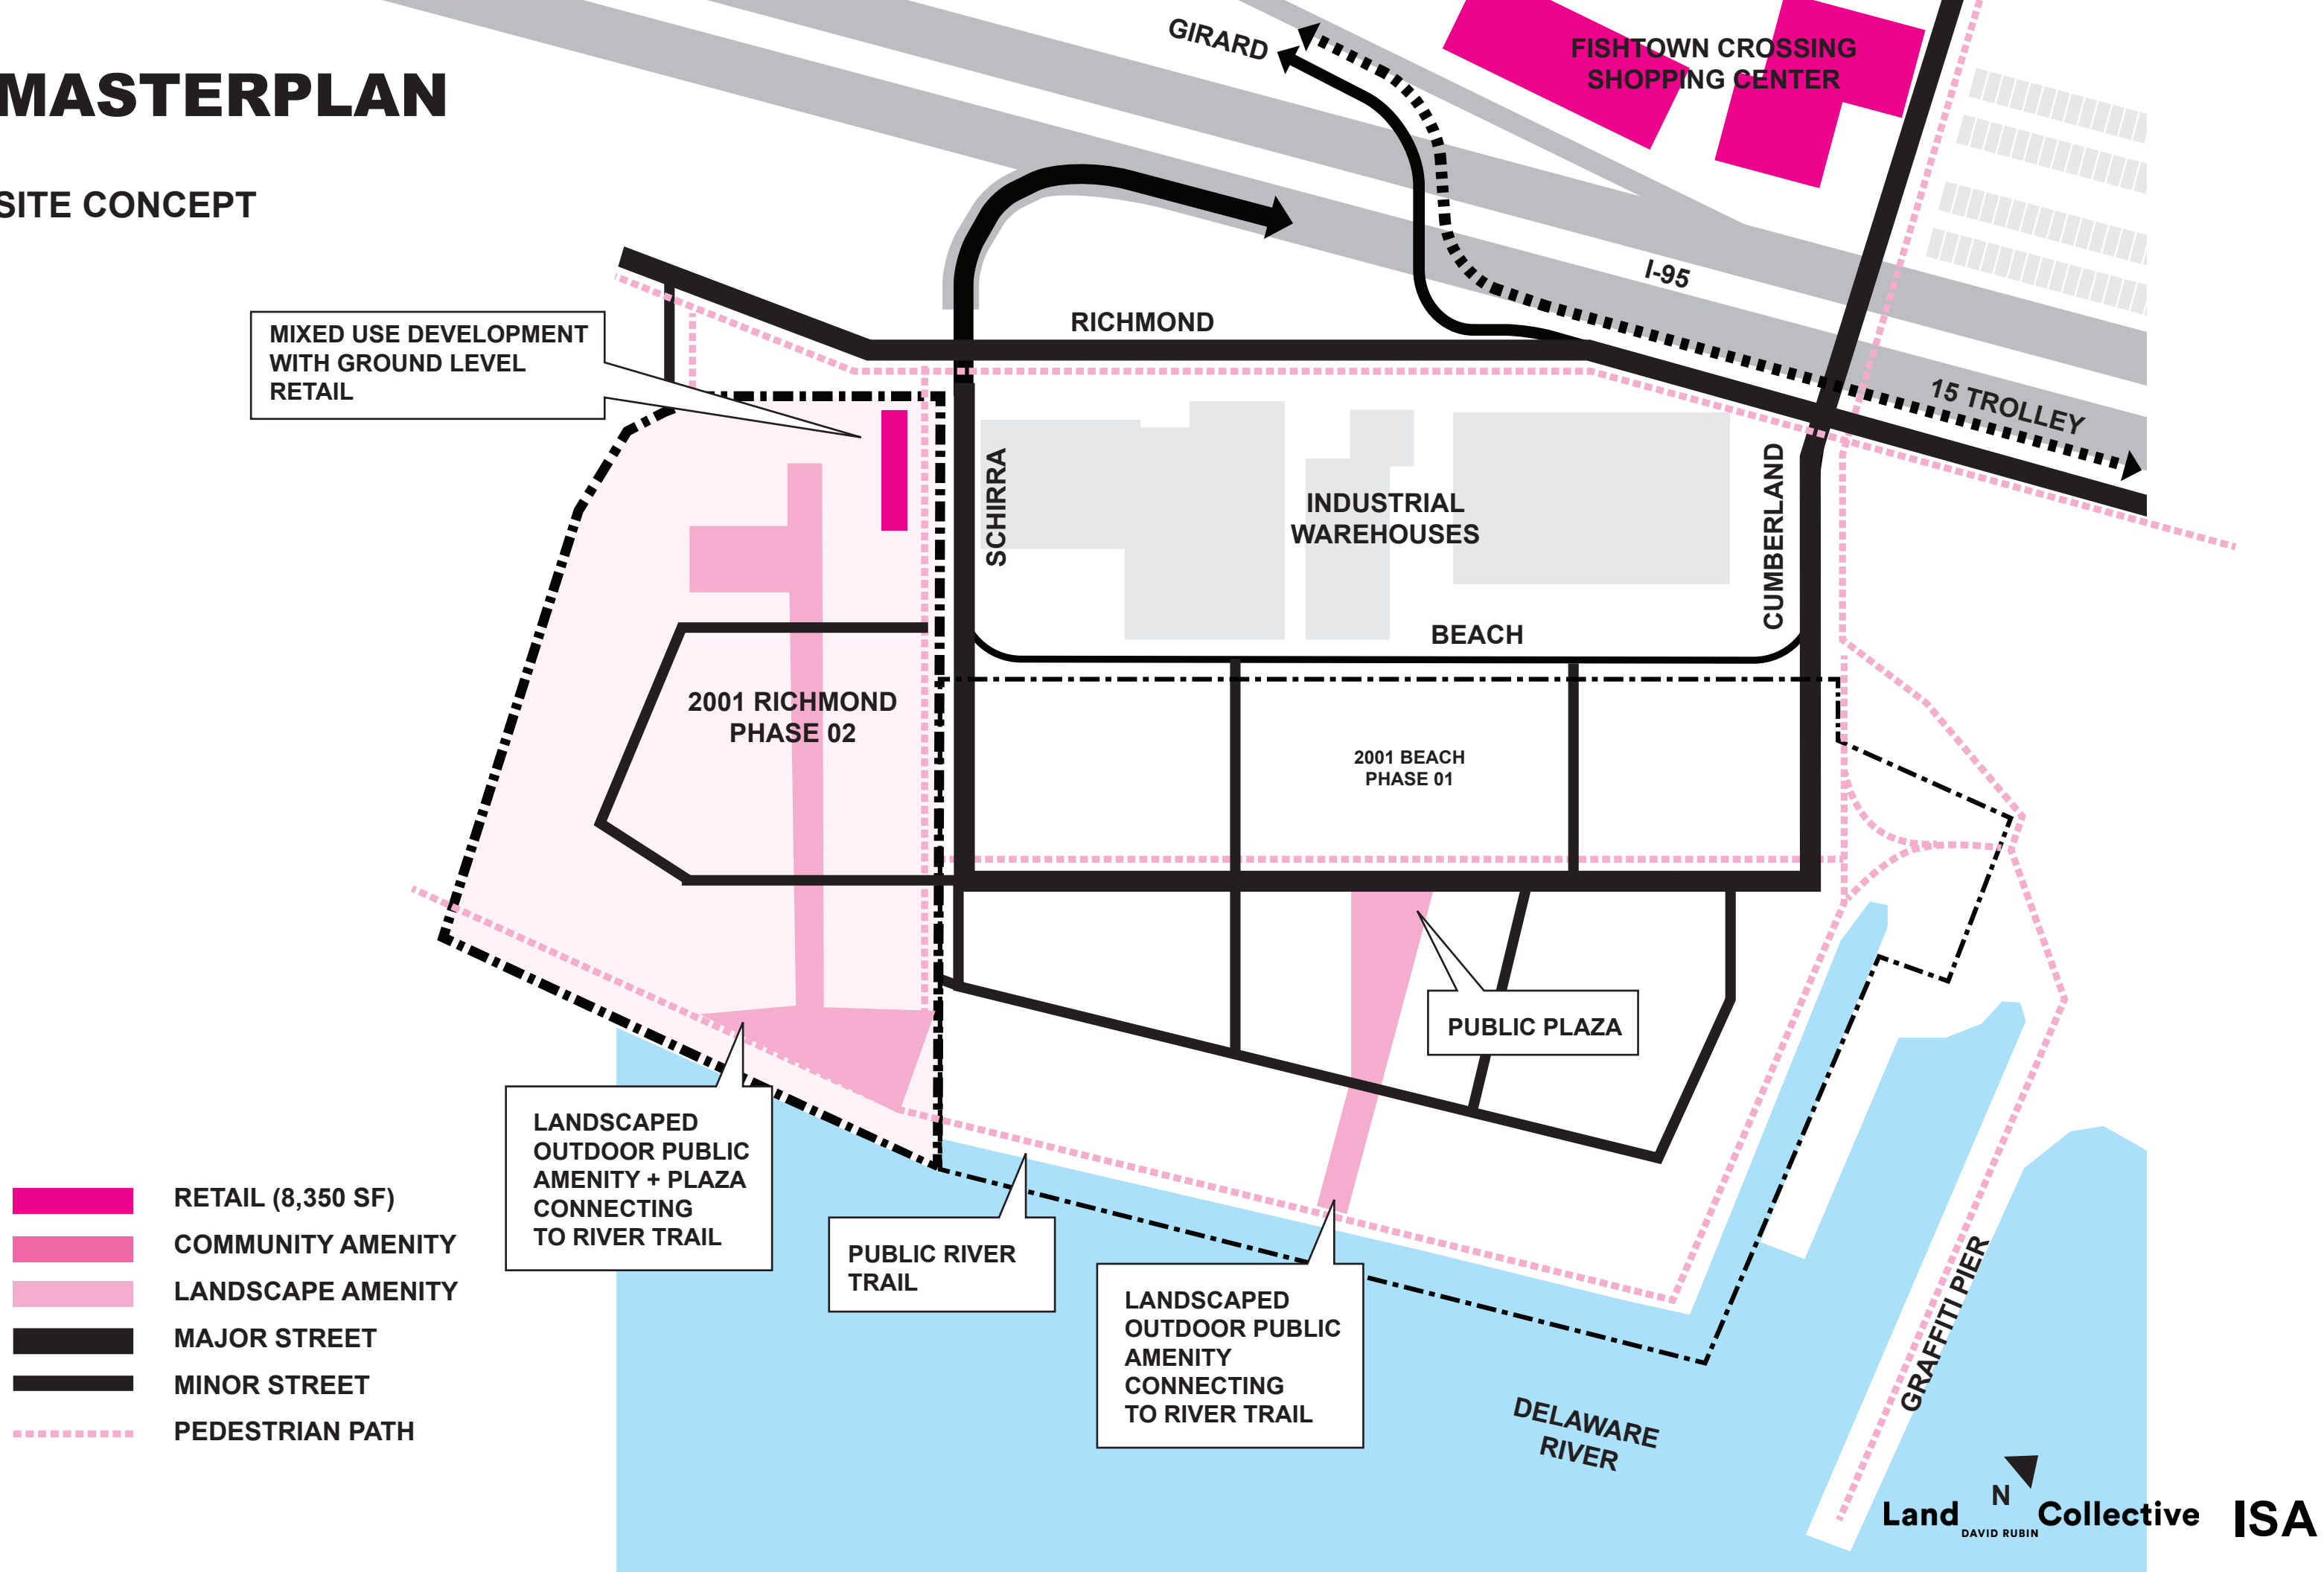 MASTERPLAN
SITE CONCEPT
GIRARD
FISHTOWN CROSSING
SHOPPING CENTER
I-95
RICHMOND
15 TROLLEY
MIXED USE DEVELOPMENT
WITH GROUND LEVEL
RETAIL
SCHIRRA
INDUSTRIAL
WAREHOUSES
CUMBERLAND
BEACH
2001 RICHMOND
PHASE 02
2001 BEACH
PHASE 01
PUBLIC PLAZA
LANDSCAPED
OUTDOOR PUBLIC
AMENITY + PLAZA
CONNECTING
TO RIVER TRAIL
PUBLIC RIVER
TRAIL
LANDSCAPED
OUTDOOR PUBLIC
AMENITY
CONNECTING
TO RIVER TRAIL
DELAWARE
RIVER
GRAFFITI PIER
RETAIL (8,350 SF)
COMMUNITY AMENITY
LANDSCAPE AMENITY
MAJOR STREET
MINOR STREET
PEDESTRIAN PATH
N
Land Collective
DAVID RUBIN
ISA